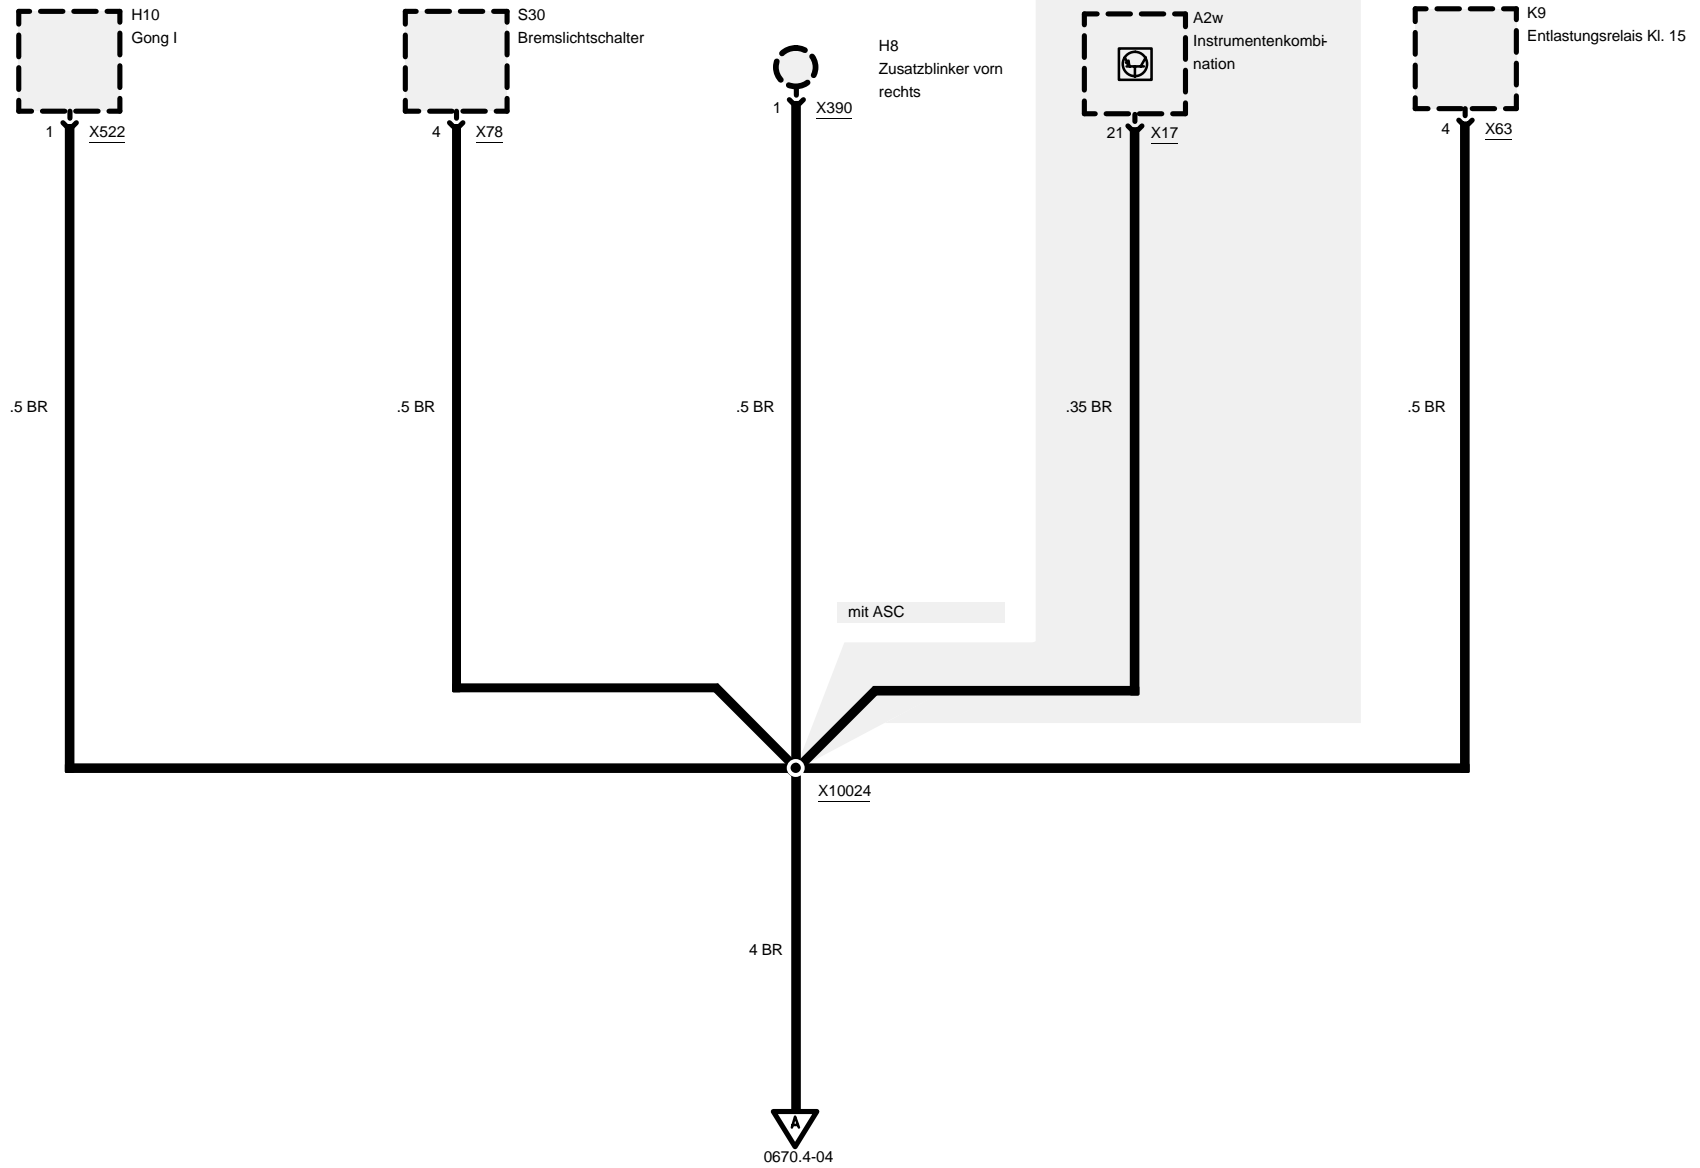 H10
Gong I
1
X522
S30
Bremslichtschalter
4
X78
H8
Zusatzblinker vorn
rechts
1
X390
A2w
Instrumentenkombi-
nation
21
X17
K9
Entlastungsrelais Kl. 15
4
X63
.5 BR
.5 BR
.5 BR
.35 BR
.5 BR
mit ASC
X10024
4 BR
A
0670.4-04